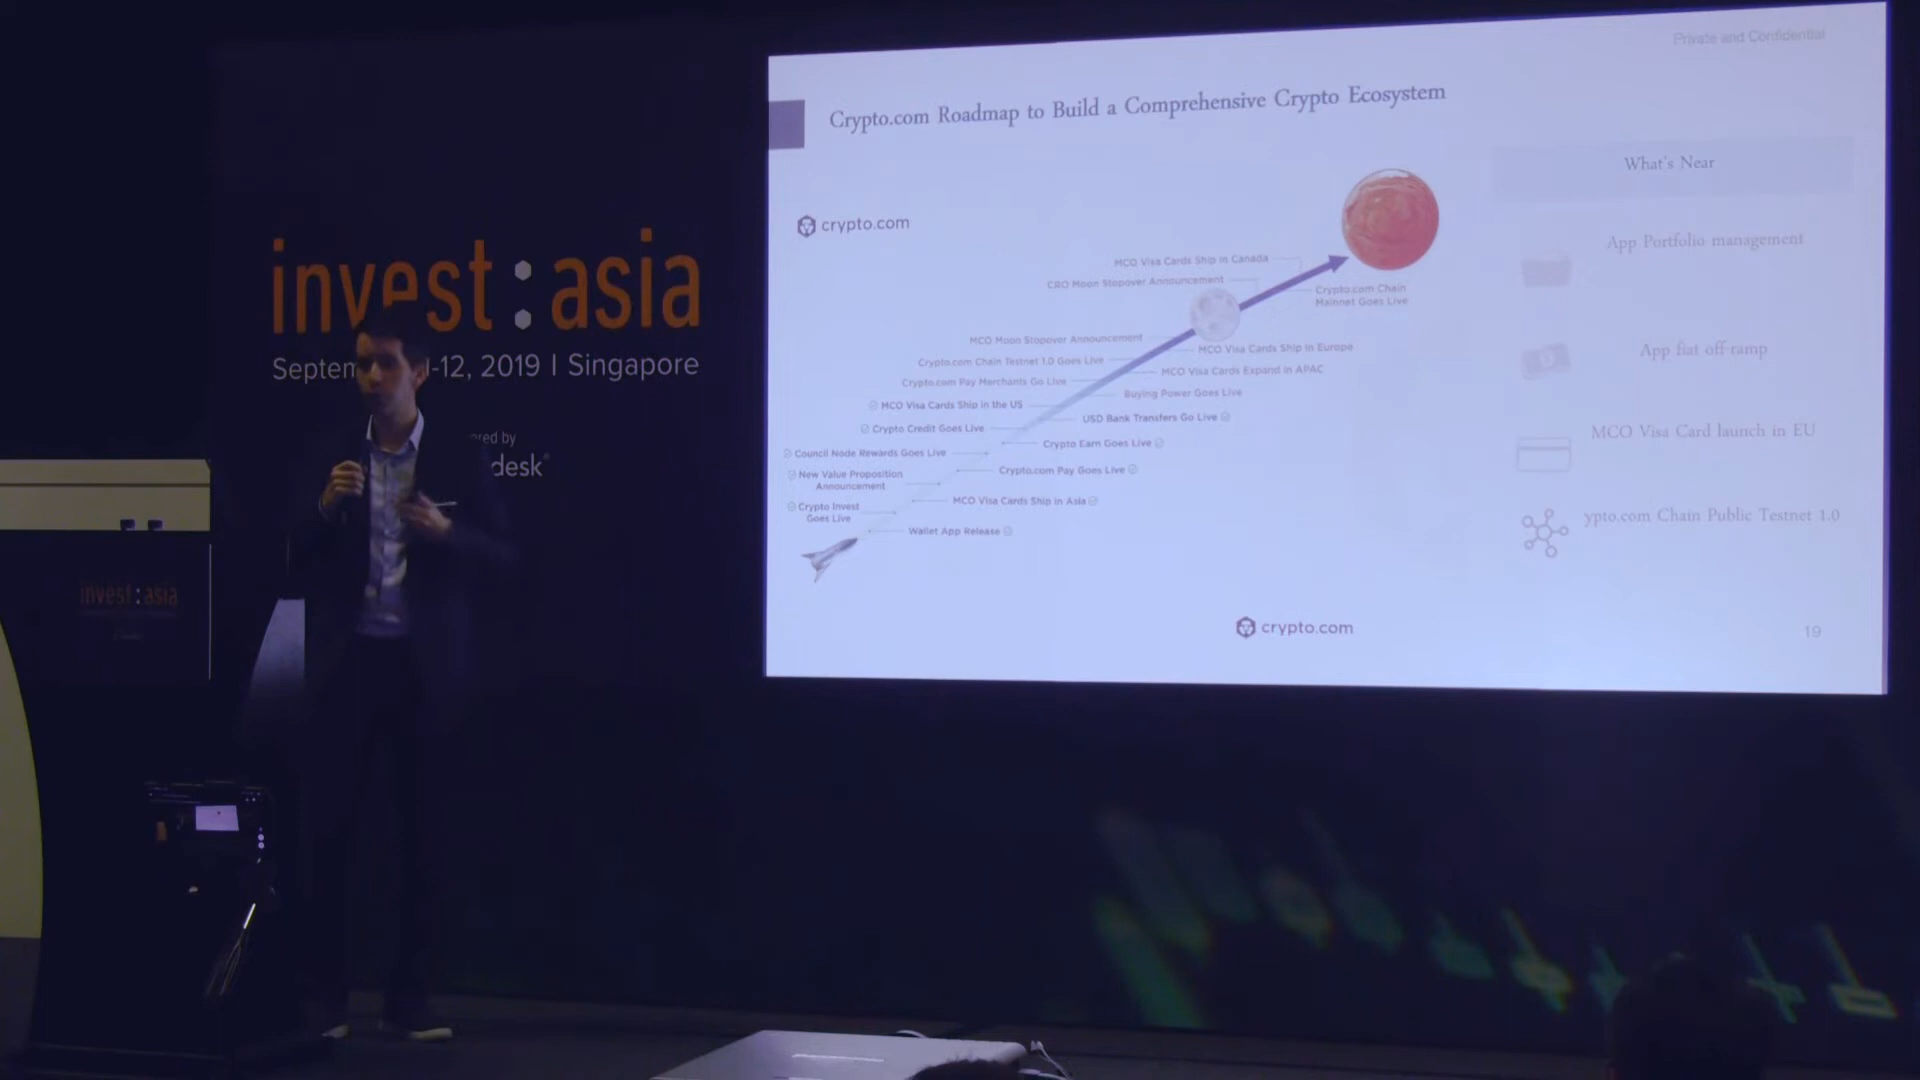 invest:asia
Septem
-12, 2019 | Singapore
ered by
desk
invest:asia
Private and Confidential
Crypto.com Roadmap to Build a Comprehensive Crypto Ecosystem
crypto.com
MCO Visa Cards Ship in Canada
CRO Moon Stopover Announcement
Crypto.com Chain
Mainnet Goes Live
MCO Moon Stopover Announcement
MCO Visa Cards Ship in Europe
Crypto.com Chain Testnet 1.0 Goes Live
MCO Visa Cards Expand in APAC
Crypto.com Pay Merchants Go Live
Buying Power Goes Live
MCO Visa Cards Ship in the US
USD Bank Transfers Go Live
Crypto Credit Goes Live
Crypto Earn Goes Live
Council Node Rewards Goes Live
Crypto.com Pay Goes Live
New Value Proposition
Announcement
MCO Visa Cards Ship in Asia
Crypto Invest
Goes Live
Wallet App Release
What's Near
App Portfolio management
App fiat off-ramp
MCO Visa Card launch in EU
ypto.com Chain Public Testnet 1.0
crypto.com
19